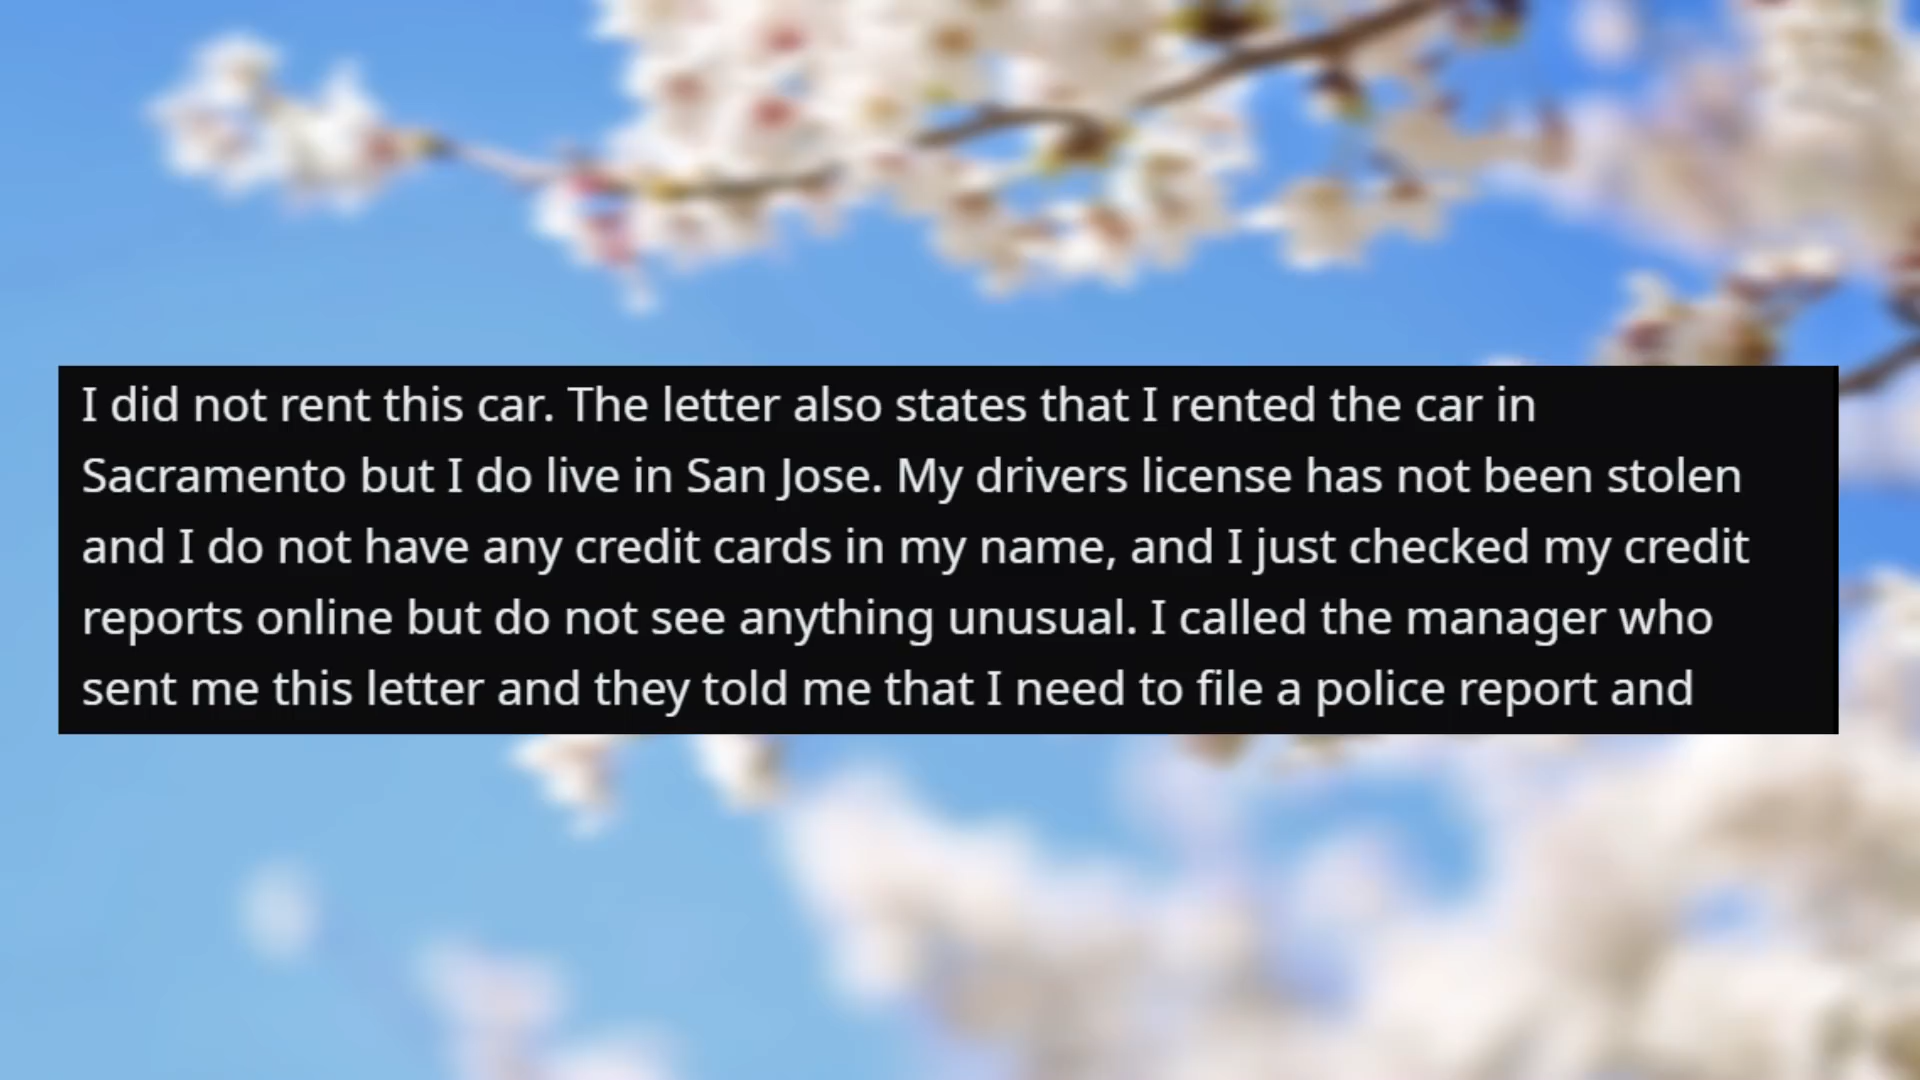 I did not rent this car. The letter also states that I rented the car in
Sacramento but I do live in San Jose. My drivers license has not been stolen
and I do not have any credit cards in my name, and I just checked my credit
reports online but do not see anything unusual. I called the manager who
sent me this letter and they told me that I need to file a police report and